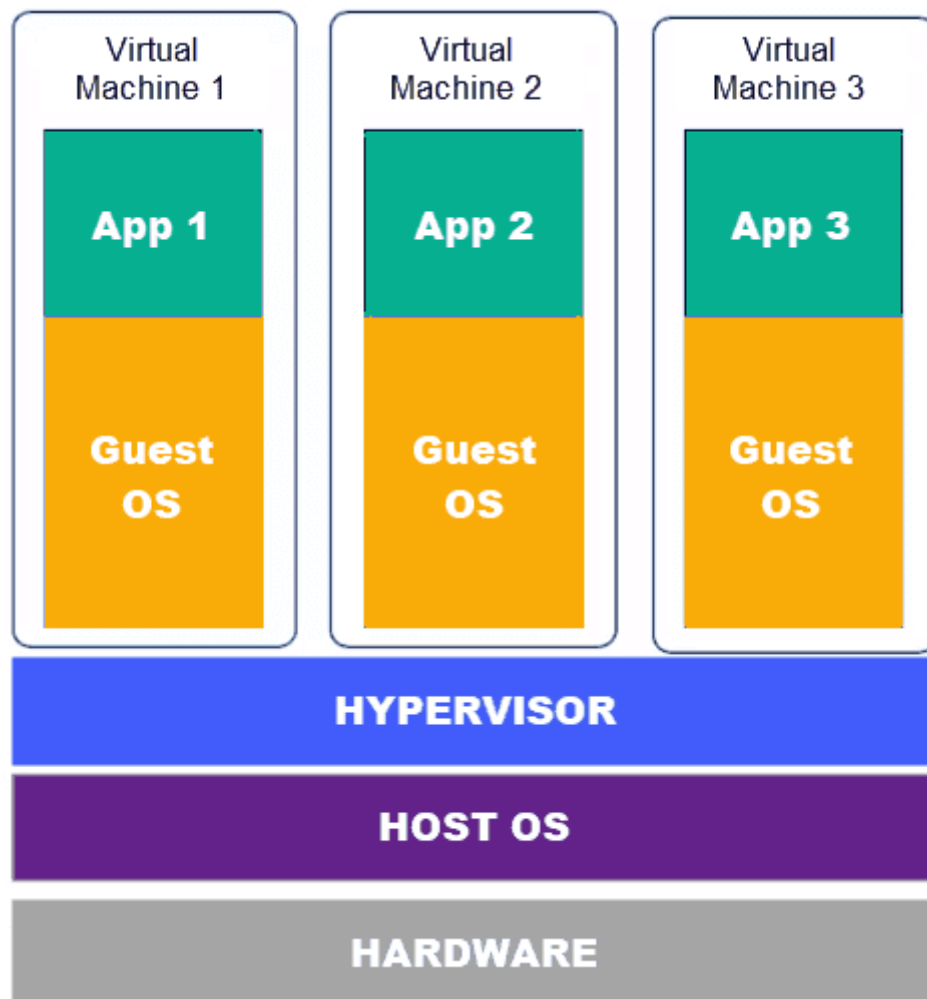 Virtual
Machine 1
Virtual
Machine 2
Virtual
Machine 3
App 1
App 2
App 3
Guest
OS
Guest
OS
Guest
OS
HYPERVISOR
HOST OS
HARDWARE